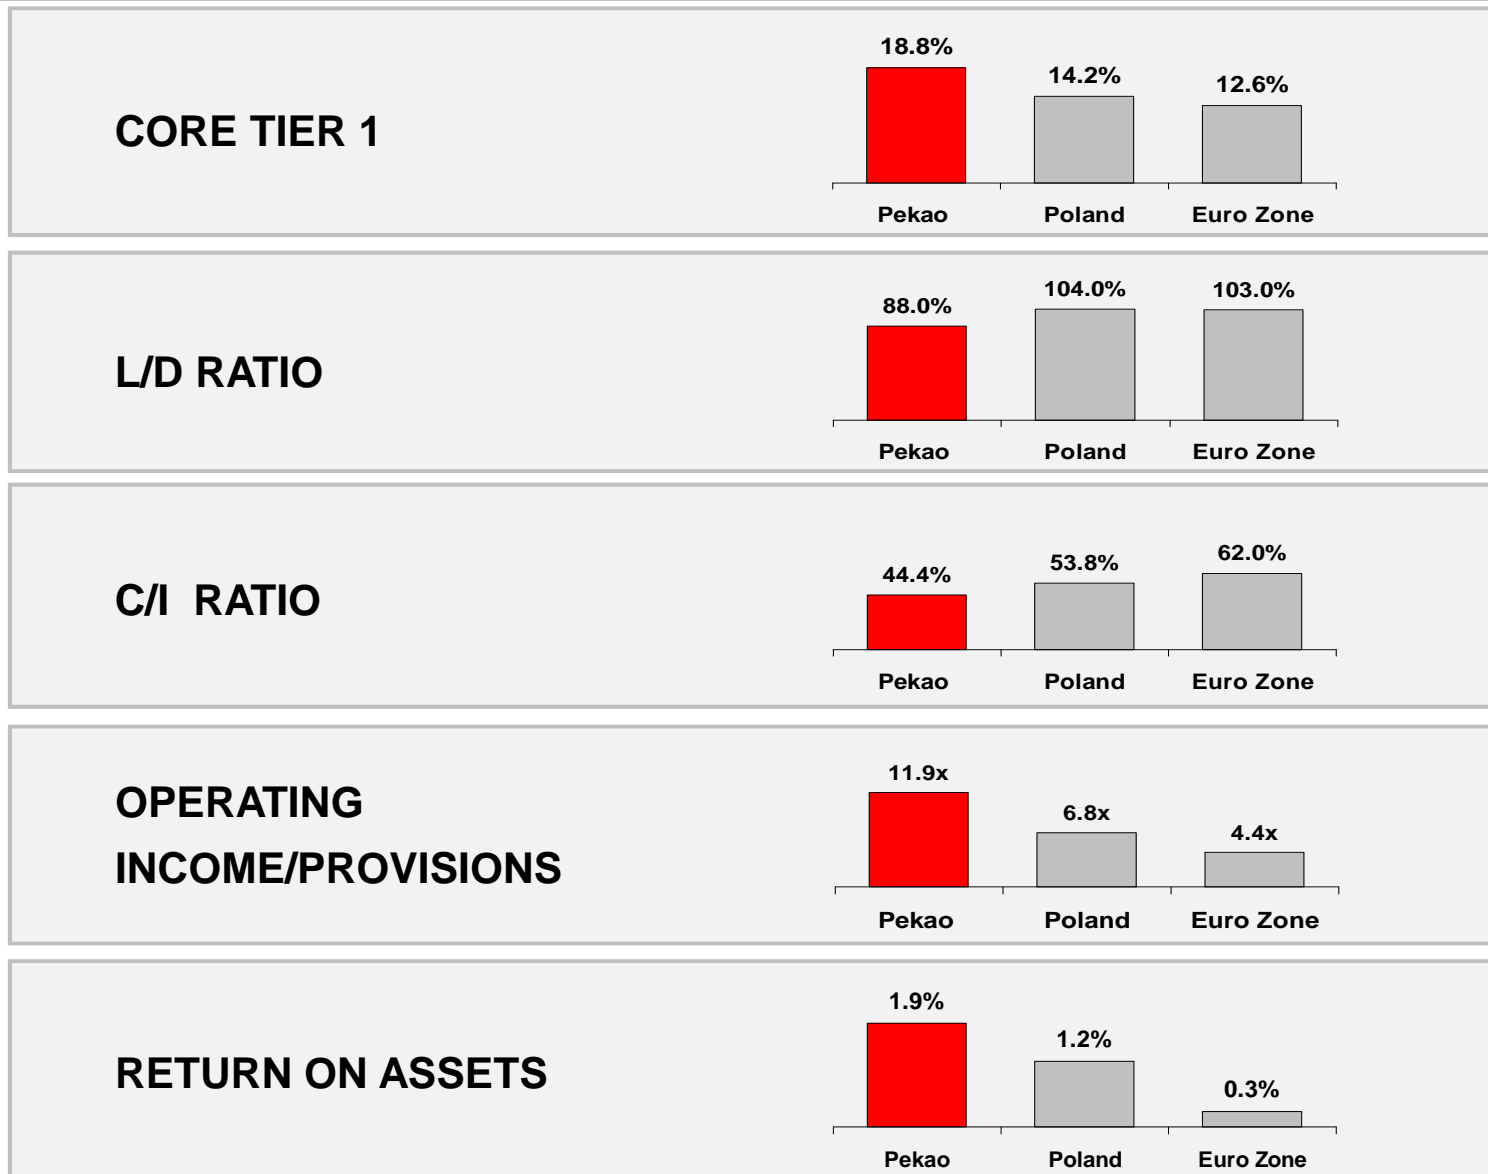 CORE TIER 1
18.8%
14.2%
12.6%
Pekao
Poland
Euro Zone
L/D RATIO
88.0%
104.0%
103.0%
Pekao
Poland
Euro Zone
C/I  RATIO
44.4%
53.8%
62.0%
Pekao
Poland
Euro Zone
OPERATING
INCOME/PROVISIONS
11.9x
6.8x
4.4x
Pekao
Poland
Euro Zone
RETURN ON ASSETS
1.9%
1.2%
0.3%
Pekao
Poland
Euro Zone